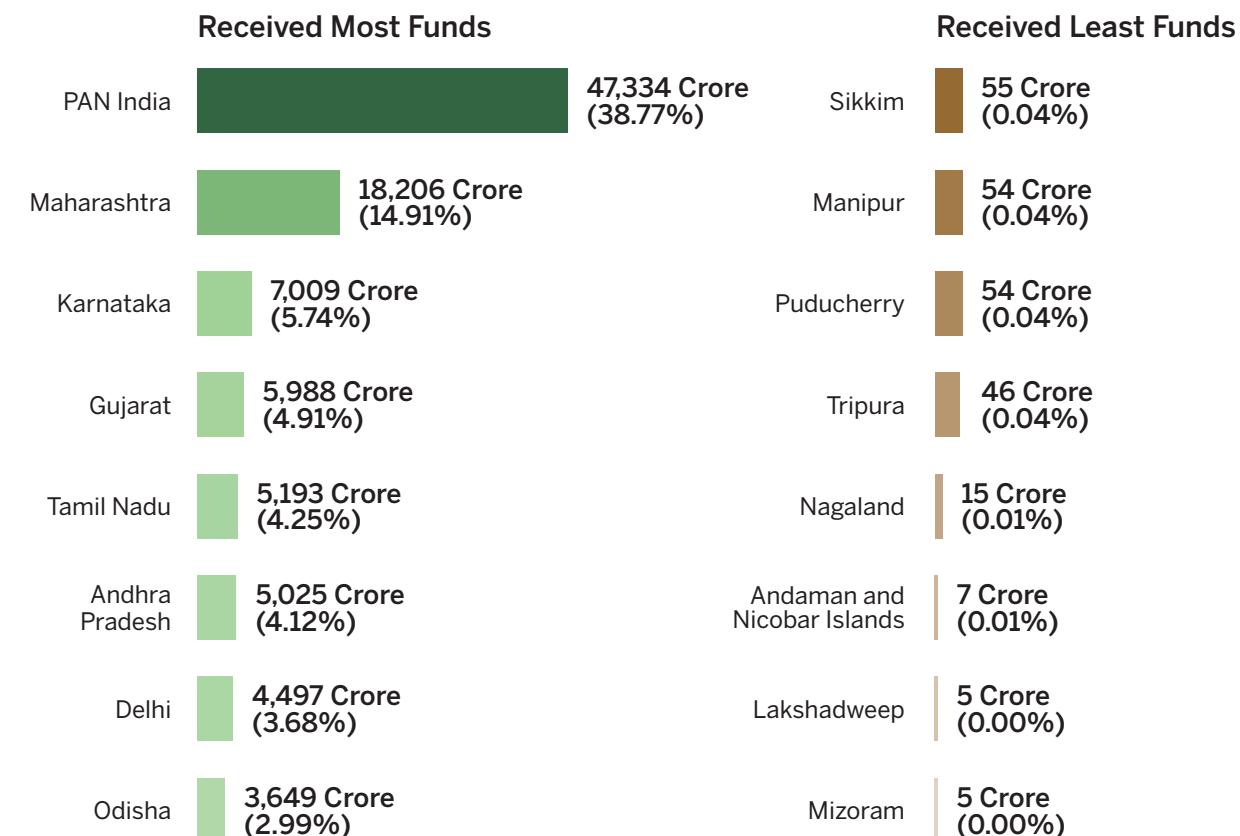 Received Most Funds
PAN India
47,334 Crore
(38.77%)
Maharashtra
18,206 Crore
(14.91%)
Karnataka
7,009 Crore
(5.74%)
Gujarat
5,988 Crore
(4.91%)
Tamil Nadu
5,193 Crore
(4.25%)
Andhra
Pradesh
5,025 Crore
(4.12%)
Delhi
4,497 Crore
(3.68%)
Odisha
3,649 Crore
(2.99%)
Received Least Funds
Sikkim
55 Crore
(0.04%)
Manipur
54 Crore
(0.04%)
Puducherry
54 Crore
(0.04%)
Tripura
46 Crore
(0.04%)
Nagaland
15 Crore
(0.01%)
Andaman and
Nicobar Islands
7 Crore
(0.01%)
Lakshadweep
5 Crore
(0.00%)
Mizoram
5 Crore
(0.00%)